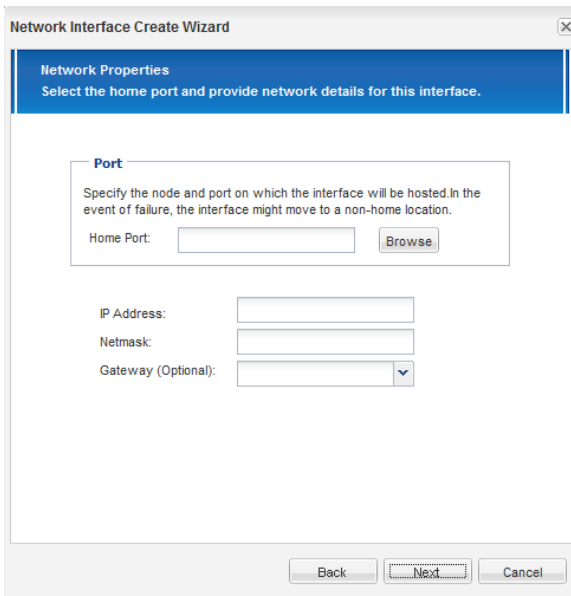 Network Interface Create Wizard
Network Properties
Select the home port and provide network details for this interface.
Port
Specify the node and port on which the interface will be hosted.In the
event of failure, the interface might move to a non-home location.
Home Port:
Browse
IP Address:
Netmask:
Gateway (Optional):
Back Next Cancel